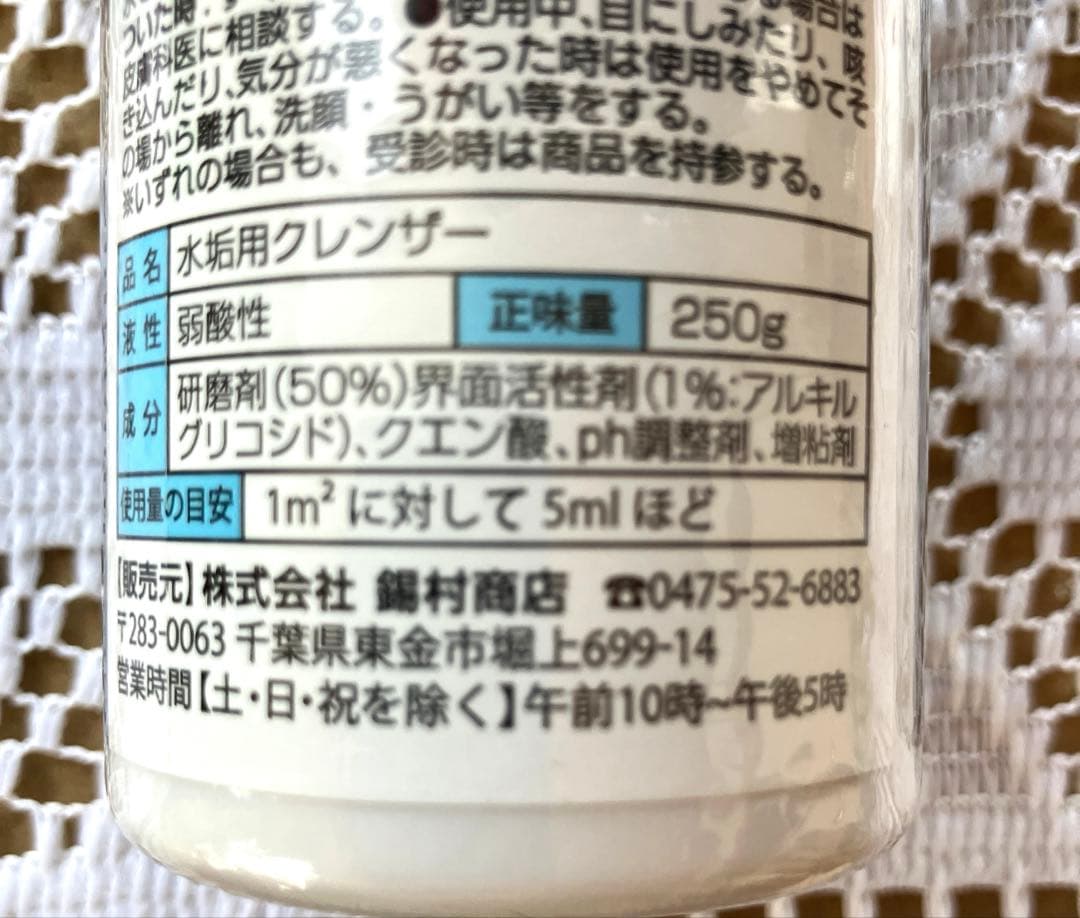 ついた時
皮膚科医に相談する。●使用中、目にしみたり、咳
き込んだり、気分が悪くなった時は使用をやめてそ
の場から離れ、洗顔・うがい等をする。
※いずれの場合も、受診時は商品を持参する。
品名 水垢用クレンザー
液性 弱酸性 正味量 250g
成分 研磨剤(50%)界面活性剤(1%:アルキル
グリコシド)、クエン酸、ph調整剤、増粘剤
使用量の目安 1m²に対して5mlほど
【販売元】株式会社 錫村商店 ☎0475-52-6883
〒283-0063 千葉県東金市堀上699-14
営業時間【土・日・祝を除く】午前10時~午後5時